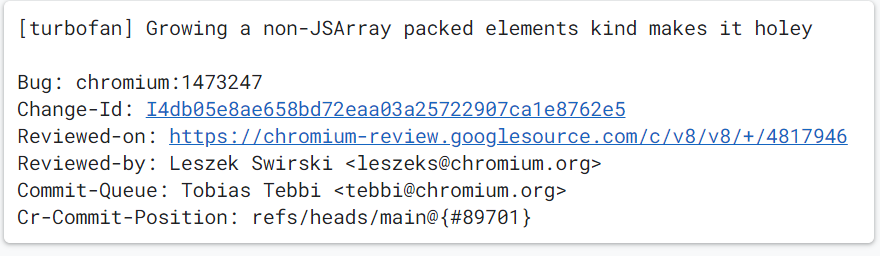 [turbofan] Growing a non-JSArray packed elements kind makes it holey
Bug: chromium:1473247
Change-Id: I4db05e8ae658bd72eaa03a25722907ca1e8762e5
Reviewed-on: https://chromium-review.googlesource.com/c/v8/v8/+/4817946
Reviewed-by: Leszek Swirski <leszeks@chromium.org>
Commit-Queue: Tobias Tebbi <tebbi@chromium.org>
Cr-Commit-Position: refs/heads/main@{#89701}